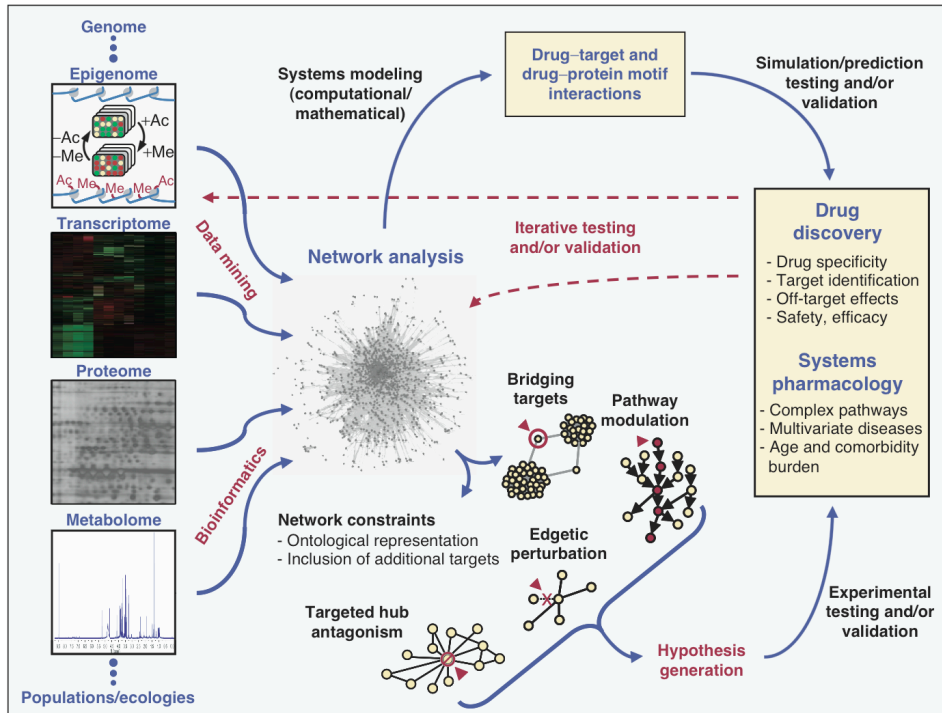 Genome
Epigenome
–Ac
+Ac
–Me
+Me
Ac
Me
Me
Me
Ac
Transcriptome
Proteome
Metabolome
Populations/ecologies
Data mining
Bioinformatics
Systems modeling
(computational/
mathematical)
Drug–target and
drug–protein motif
interactions
Simulation/prediction
testing and/or
validation
Iterative testing
and/or validation
Network analysis
Drug
discovery
- Drug specificity
- Target identification
- Off-target effects
- Safety, efficacy
Systems
pharmacology
- Complex pathways
- Multivariate diseases
- Age and comorbidity
burden
Bridging
targets
Pathway
modulation
Network constraints
- Ontological representation
- Inclusion of additional targets
Edgetic
perturbation
Targeted hub
antagonism
Hypothesis
generation
Experimental
testing and/or
validation